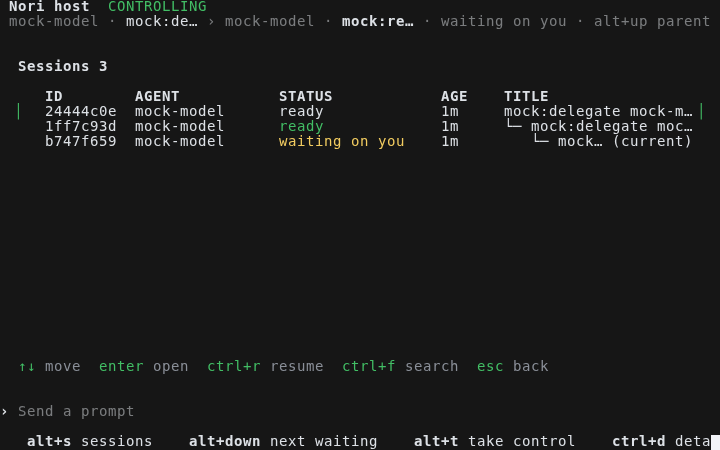 Nori host  CONTROLLING
mock-model · mock:de… › mock-model · mock:re… · waiting on you · alt+up parent
Sessions 3
ID        AGENT           STATUS            AGE    TITLE
24444c0e  mock-model      ready             1m     mock:delegate mock-m…
1ff7c93d  mock-model      ready             1m     └─ mock:delegate moc…
b747f659  mock-model      waiting on you    1m        └─ mock… (current)
↑↓ move  enter open  ctrl+r resume  ctrl+f search  esc back
› Send a prompt
alt+s sessions    alt+down next waiting    alt+t take control    ctrl+d deta